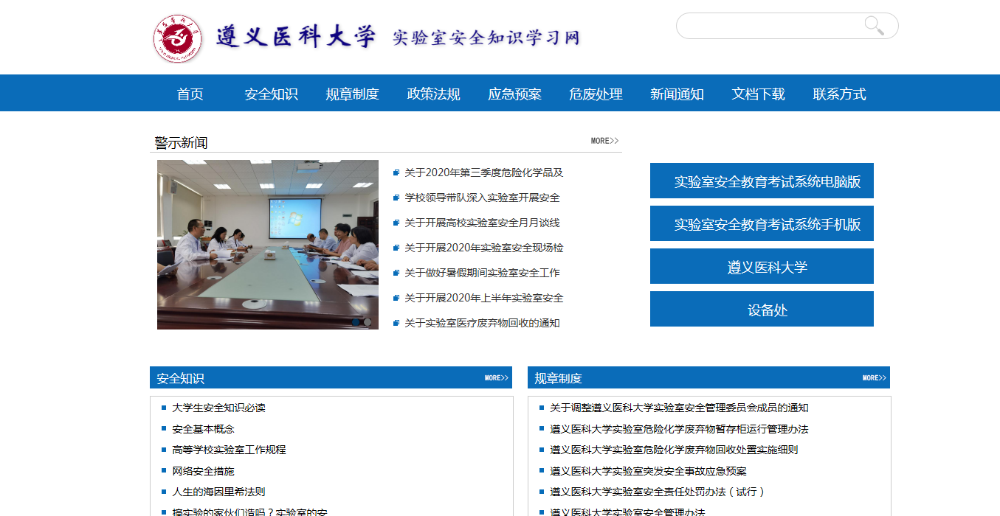 遵义医科大学 实验室安全知识学习网
首页 安全知识 规章制度 政策法规 应急预案 危废处理 新闻通知 文档下载 联系方式
警示新闻 MORE>>
关于2020年第三季度危险化学品及
学校领导带队深入实验室开展安全
关于开展高校实验室安全月月谈线
关于开展2020年实验室安全现场检
关于做好暑假期间实验室安全工作
关于开展2020年上半年实验室安全
关于实验室医疗废弃物回收的通知
实验室安全教育考试系统电脑版
实验室安全教育考试系统手机版
遵义医科大学
设备处
安全知识 MORE>>
大学生安全知识必读
安全基本概念
高等学校实验室工作规程
网络安全措施
人生的海因里希法则
搞实验的家伙们造吗？实验室的安
规章制度 MORE>>
关于调整遵义医科大学实验室安全管理委员会成员的通知
遵义医科大学实验室危险化学废弃物暂存柜运行管理办法
遵义医科大学实验室危险化学废弃物回收处置实施细则
遵义医科大学实验室突发安全事故应急预案
遵义医科大学实验室安全责任处罚办法（试行）
遵义医科大学实验室安全管理办法